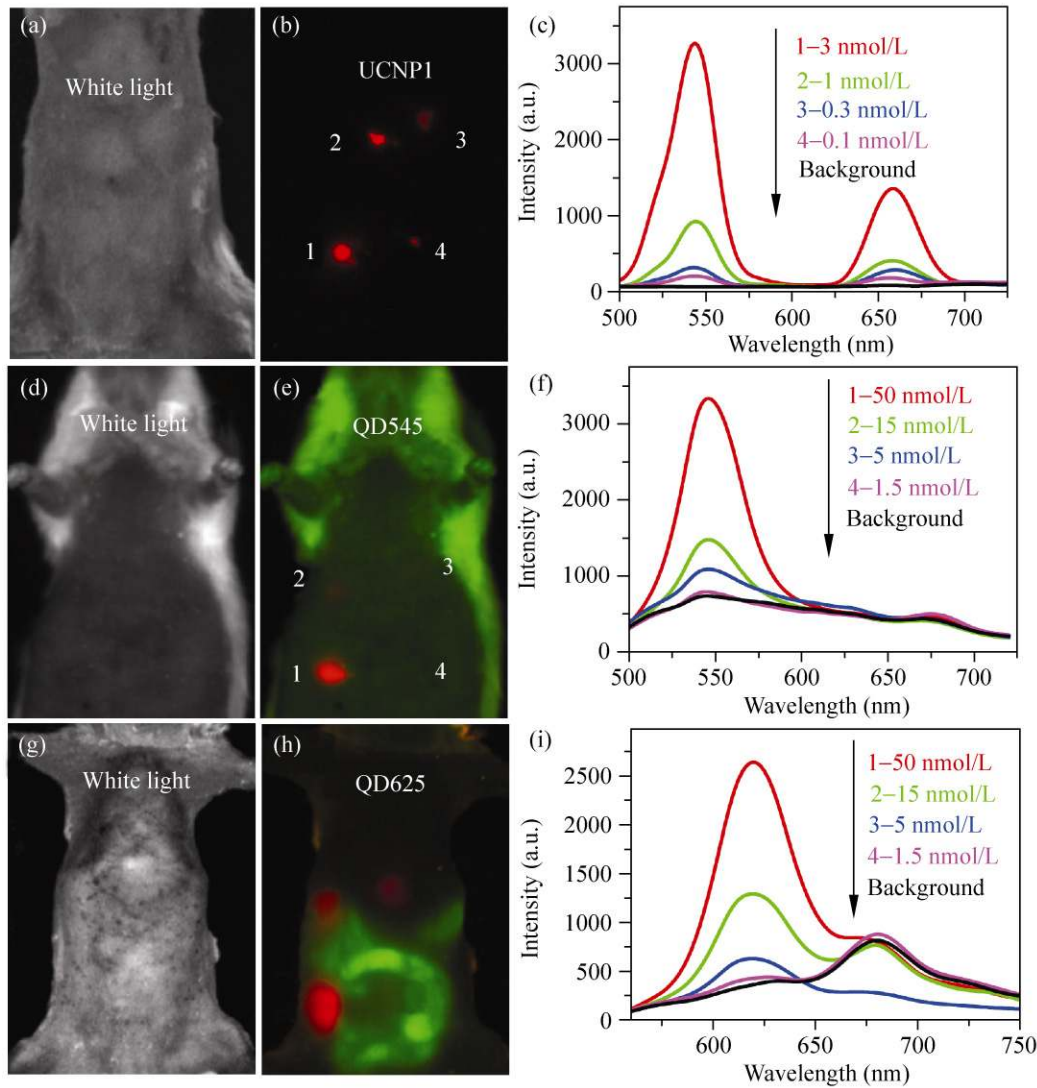 (a)
White light
(b)
UCNP1
2
3
1
4
(c)
Intensity (a.u.)
3000
2000
1000
0
500
550
600
650
700
Wavelength (nm)
1–3 nmol/L
2–1 nmol/L
3–0.3 nmol/L
4–0.1 nmol/L
Background
(d)
White light
(e)
QD545
2
3
1
4
(f)
Intensity (a.u.)
3000
2000
1000
0
500
550
600
650
700
Wavelength (nm)
1–50 nmol/L
2–15 nmol/L
3–5 nmol/L
4–1.5 nmol/L
Background
(g)
White light
(h)
QD625
(i)
Intensity (a.u.)
2500
2000
1500
1000
500
0
600
650
700
750
Wavelength (nm)
1–50 nmol/L
2–15 nmol/L
3–5 nmol/L
4–1.5 nmol/L
Background